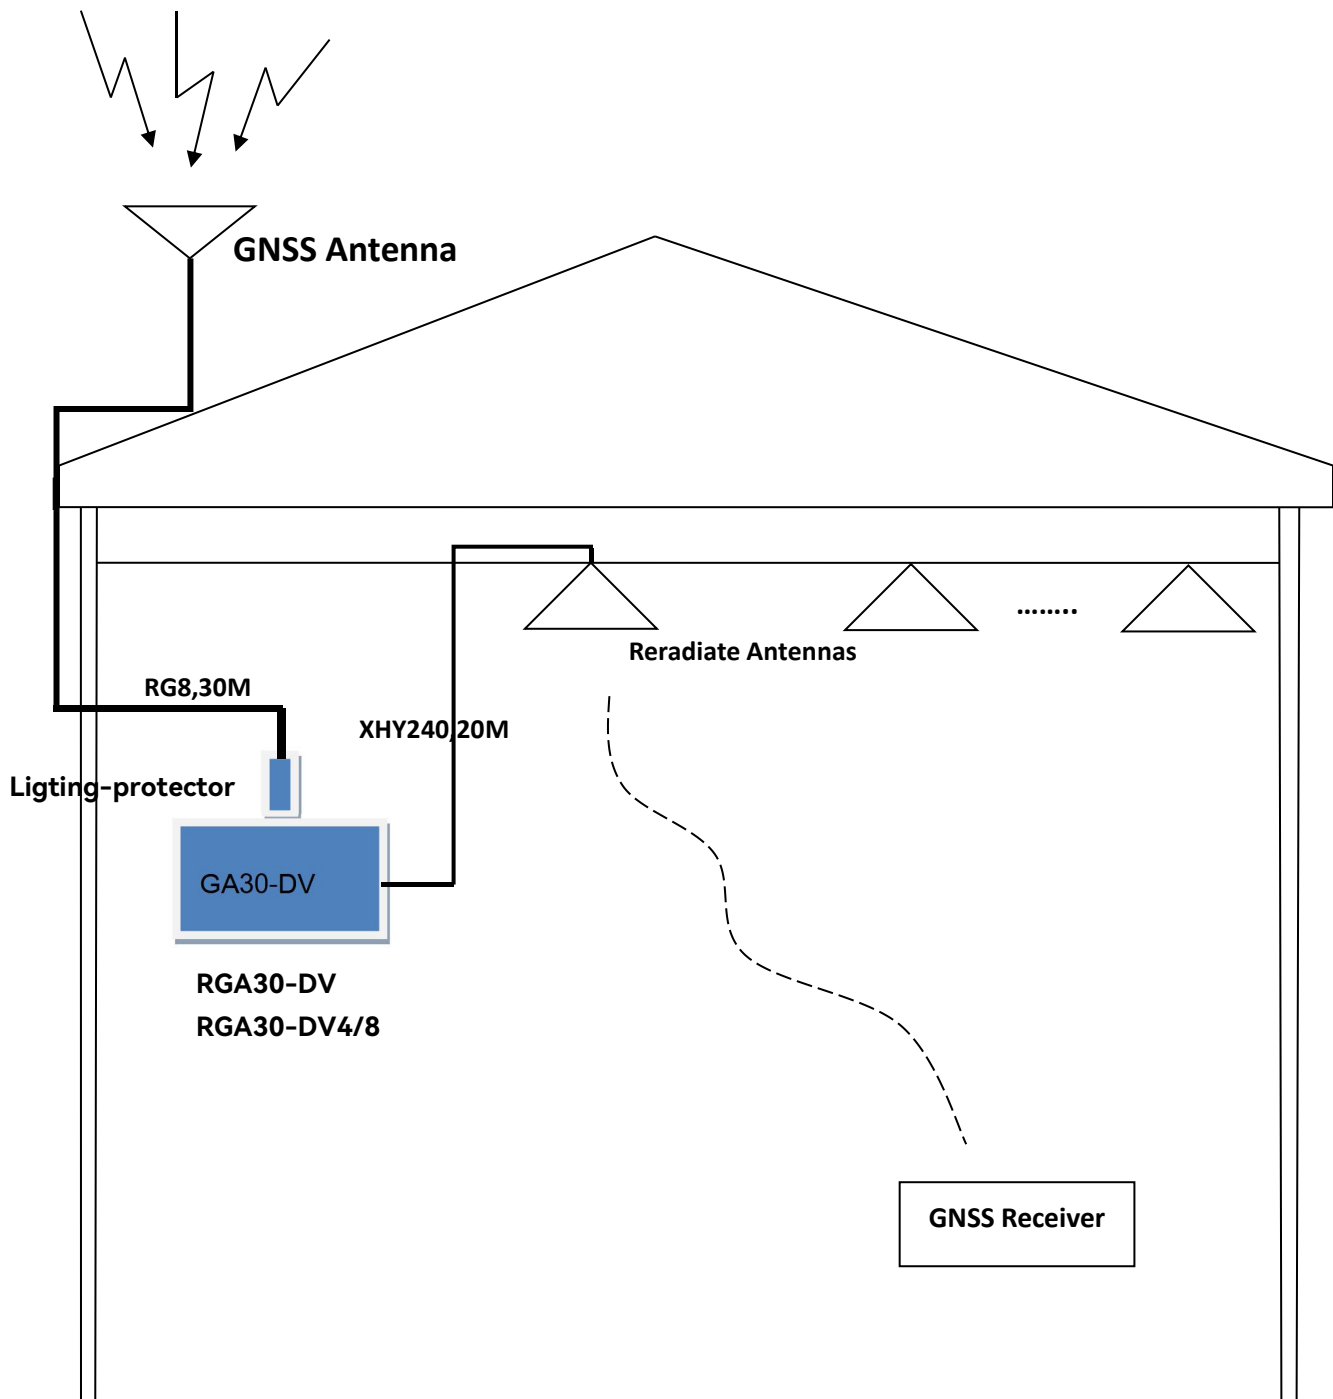 GNSS Antenna
........
Reradiate Antennas
RG8,30M
XHY240,20M
Ligting-protector
GA30-DV
RGA30-DV
RGA30-DV4/8
GNSS Receiver